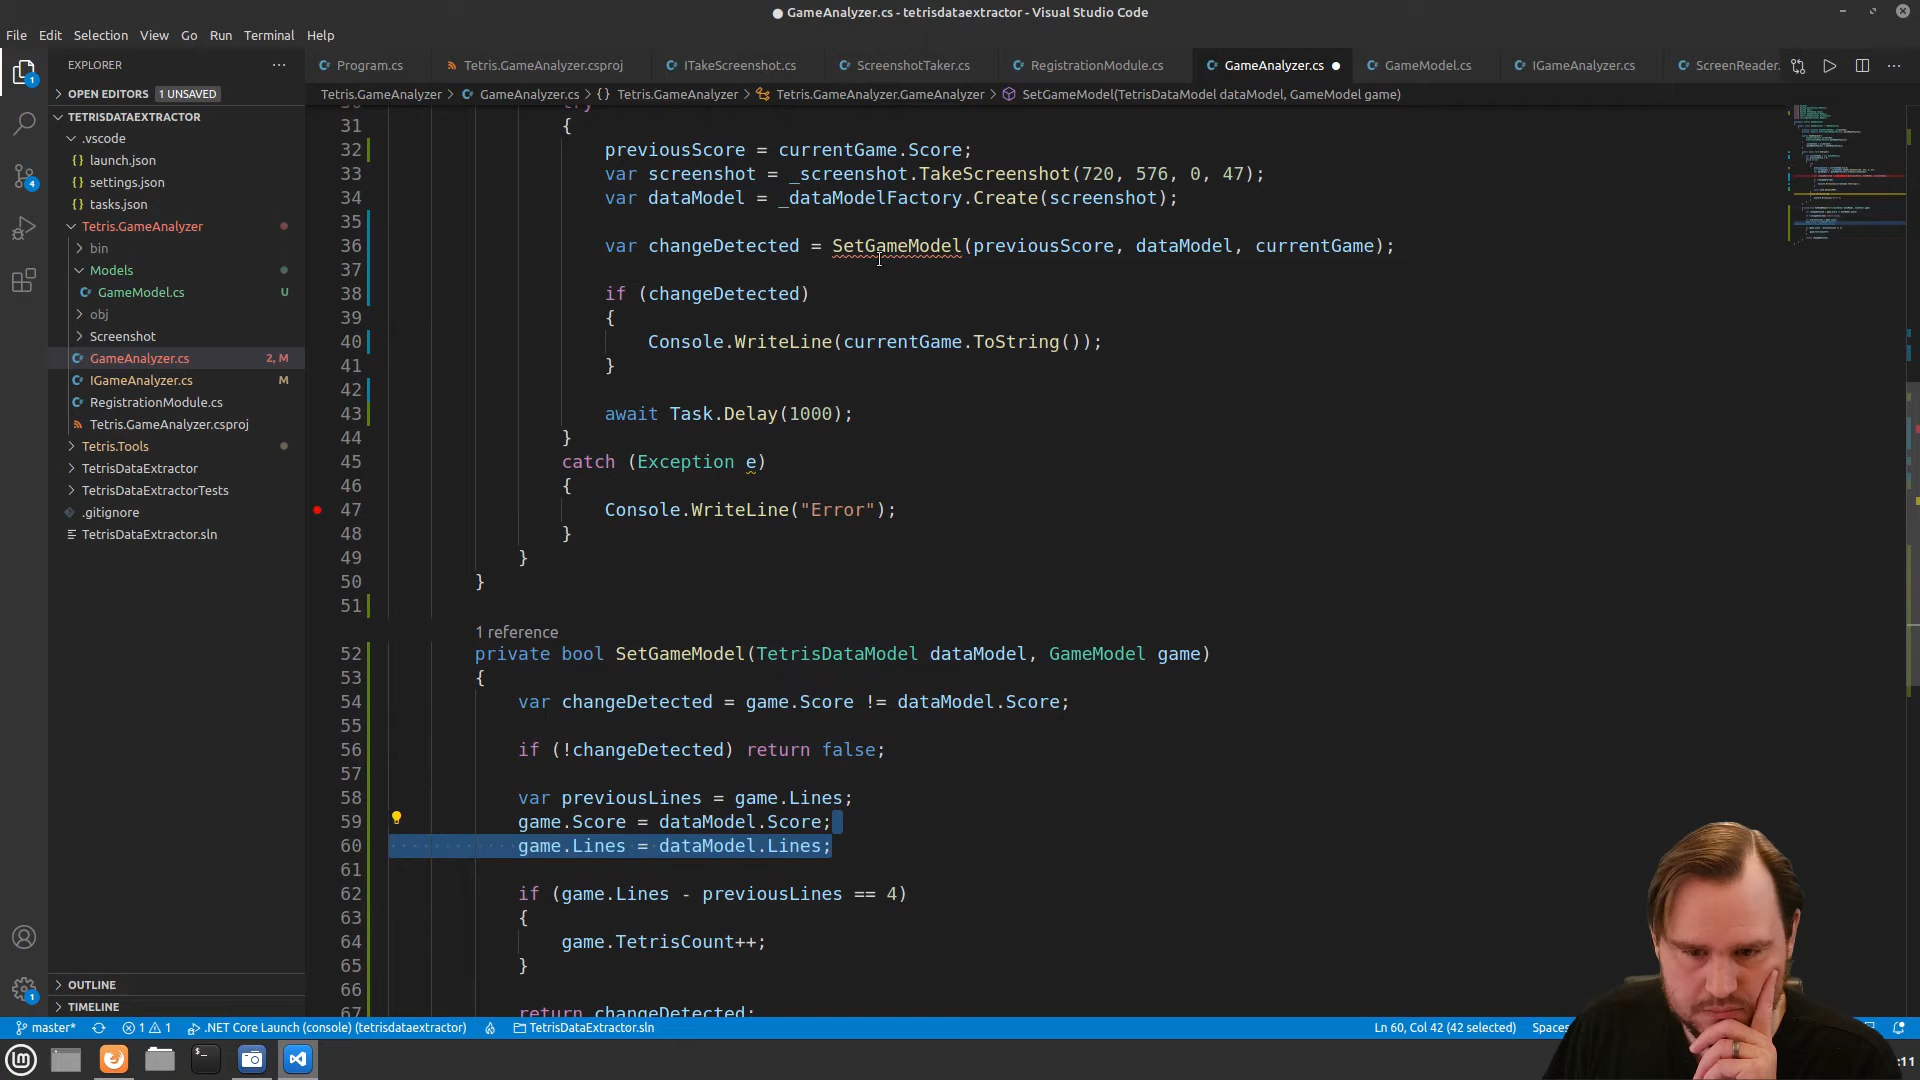 GameAnalyzer.cs - tetrisdataextractor - Visual Studio Code
File Edit Selection View Go Run Terminal Help
EXPLORER
Program.cs Tetris.GameAnalyzer.csproj ITakeScreenshot.cs ScreenshotTaker.cs RegistrationModule.cs GameAnalyzer.cs GameModel.cs IGameAnalyzer.cs ScreenReader.
OPEN EDITORS 1 UNSAVED
Tetris.GameAnalyzer > GameAnalyzer.cs > {} Tetris.GameAnalyzer > Tetris.GameAnalyzer.GameAnalyzer > SetGameModel(TetrisDataModel dataModel, GameModel game)
TETRISDATAEXTRACTOR
.vscode
launch.json
settings.json
tasks.json
Tetris.GameAnalyzer
bin
Models
GameModel.cs U
obj
Screenshot
GameAnalyzer.cs 2, M
IGameAnalyzer.cs M
RegistrationModule.cs
Tetris.GameAnalyzer.csproj
Tetris.Tools
TetrisDataExtractor
TetrisDataExtractorTests
.gitignore
TetrisDataExtractor.sln
OUTLINE
TIMELINE
30 try
31 {
32 previousScore = currentGame.Score;
33 var screenshot = _screenshot.TakeScreenshot(720, 576, 0, 47);
34 var dataModel = _dataModelFactory.Create(screenshot);
35
36 var changeDetected = SetGameModel(previousScore, dataModel, currentGame);
37
38 if (changeDetected)
39 {
40 Console.WriteLine(currentGame.ToString());
41 }
42
43 await Task.Delay(1000);
44 }
45 catch (Exception e)
46 {
47 Console.WriteLine("Error");
48 }
49 }
50 }
51
1 reference
52 private bool SetGameModel(TetrisDataModel dataModel, GameModel game)
53 {
54 var changeDetected = game.Score != dataModel.Score;
55
56 if (!changeDetected) return false;
57
58 var previousLines = game.Lines;
59 game.Score = dataModel.Score;
60 game.Lines = dataModel.Lines;
61
62 if (game.Lines - previousLines == 4)
63 {
64 game.TetrisCount++;
65 }
66
67 return changeDetected;
master* 1 1 .NET Core Launch (console) (tetrisdataextractor) TetrisDataExtractor.sln Ln 60, Col 42 (42 selected) Spaces
:11